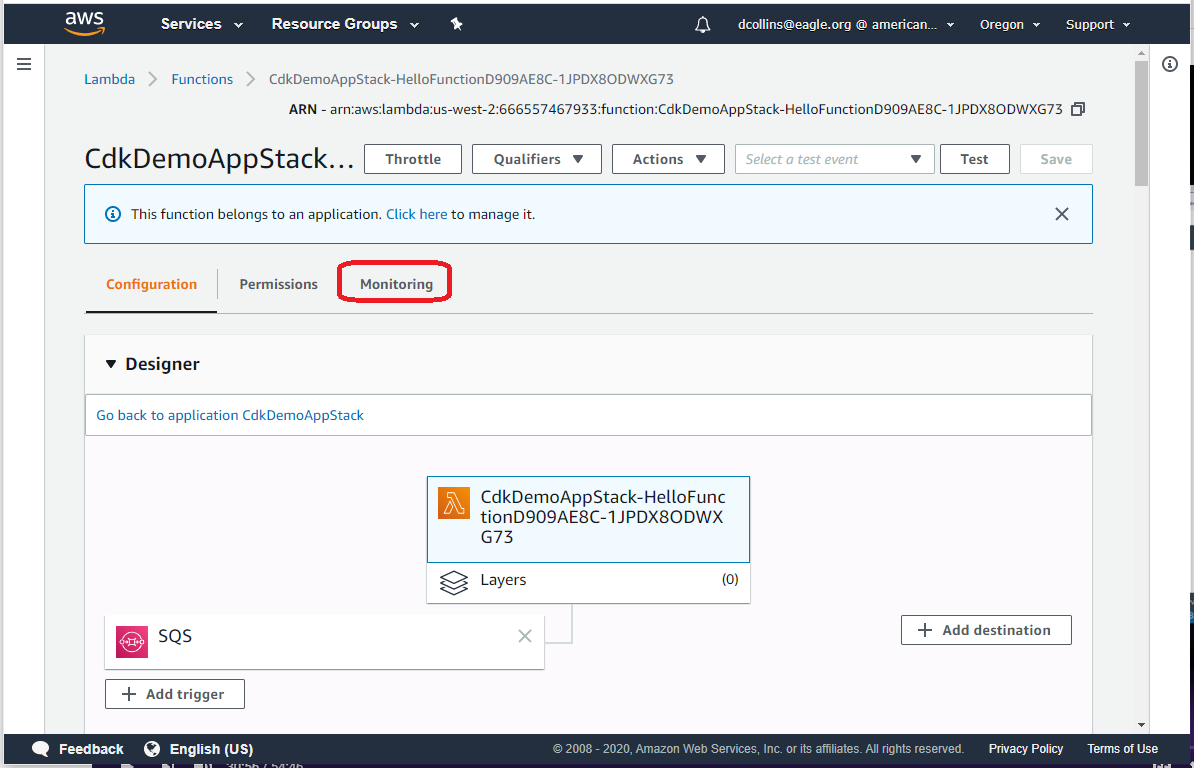 aws Services Resource Groups dcollins@eagle.org @ american... Oregon Support
Lambda Functions CdkDemoAppStack-HelloFunctionD909AE8C-1JPDX8ODWXG73
ARN - arn:aws:lambda:us-west-2:666557467933:function:CdkDemoAppStack-HelloFunctionD909AE8C-1JPDX8ODWXG73
CdkDemoAppStack... Throttle Qualifiers Actions Select a test event Test Save
This function belongs to an application. Click here to manage it.
Configuration Permissions Monitoring
Designer
Go back to application CdkDemoAppStack
CdkDemoAppStack-HelloFunc
tionD909AE8C-1JPDX8ODWX
G73
Layers (0)
SQS
Add destination
Add trigger
Feedback English (US) © 2008 - 2020, Amazon Web Services, Inc. or its affiliates. All rights reserved. Privacy Policy Terms of Use